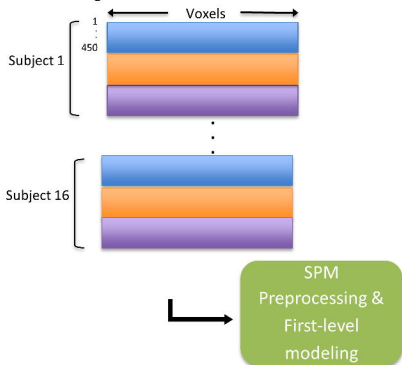 Voxels
1
:
450
Subject 1
Subject 16
SPM
Preprocessing &
First-level
modeling